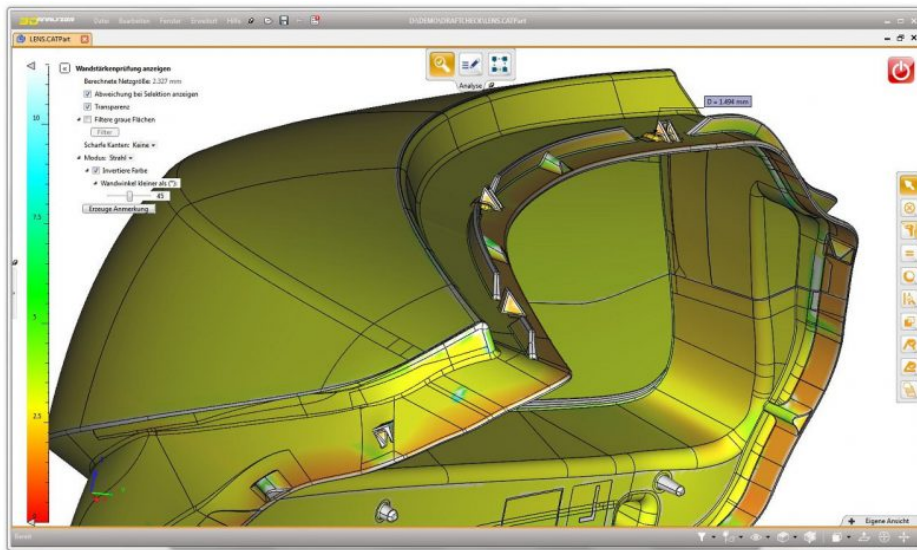 3D ANALYSER Datei Bearbeiten Fenster Erweitert Hilfe
D:\DEMO\DRAFTCHECK\LENS.CATPart
LENS.CATPart
Wandstärkenprüfung anzeigen
Berechnete Netzgröße: 2.327 mm
Abweichung bei Selektion anzeigen
Transparenz
Filtere graue Flächen
Filter
Scharfe Kanten: Keine
Modus: Strahl
Invertiere Farbe
Wandwinkel kleiner als (°):
45
Erzeuge Anmerkung
10
7.5
5
2.5
Analyse
D = 1.494 mm
Bereit
Eigene Ansicht